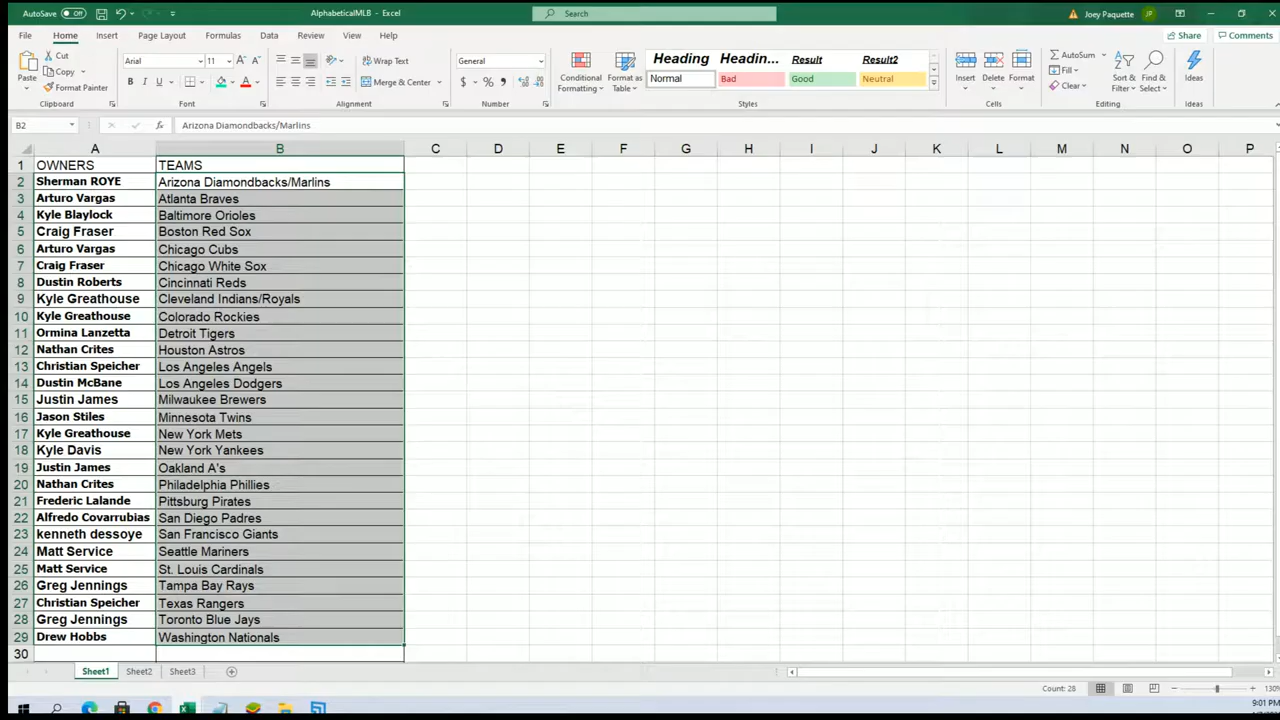 AutoSave Off AlphabeticalMLB - Excel Search Joey Paquette JP
File Home Insert Page Layout Formulas Data Review View Help Share Comments
Paste Cut Copy Format Painter Clipboard
Arial 11 B I U A A A Font
Wrap Text Merge & Center Alignment
General $ % , Number
Conditional Formatting Format as Table
Heading Headin... Result Result2
Normal Bad Good Neutral Styles
Insert Delete Format Cells
AutoSum Fill Clear Sort & Filter Find & Select Editing
Ideas Ideas
B2 fx Arizona Diamondbacks/Marlins
A B C D E F G H I J K L M N O P
1 OWNERS TEAMS
2 Sherman ROYE Arizona Diamondbacks/Marlins
3 Arturo Vargas Atlanta Braves
4 Kyle Blaylock Baltimore Orioles
5 Craig Fraser Boston Red Sox
6 Arturo Vargas Chicago Cubs
7 Craig Fraser Chicago White Sox
8 Dustin Roberts Cincinnati Reds
9 Kyle Greathouse Cleveland Indians/Royals
10 Kyle Greathouse Colorado Rockies
11 Ormina Lanzetta Detroit Tigers
12 Nathan Crites Houston Astros
13 Christian Speicher Los Angeles Angels
14 Dustin McBane Los Angeles Dodgers
15 Justin James Milwaukee Brewers
16 Jason Stiles Minnesota Twins
17 Kyle Greathouse New York Mets
18 Kyle Davis New York Yankees
19 Justin James Oakland A's
20 Nathan Crites Philadelphia Phillies
21 Frederic Lalande Pittsburg Pirates
22 Alfredo Covarrubias San Diego Padres
23 kenneth dessoye San Francisco Giants
24 Matt Service Seattle Mariners
25 Matt Service St. Louis Cardinals
26 Greg Jennings Tampa Bay Rays
27 Christian Speicher Texas Rangers
28 Greg Jennings Toronto Blue Jays
29 Drew Hobbs Washington Nationals
30
Sheet1 Sheet2 Sheet3
Count: 28 130%
9:01 PM